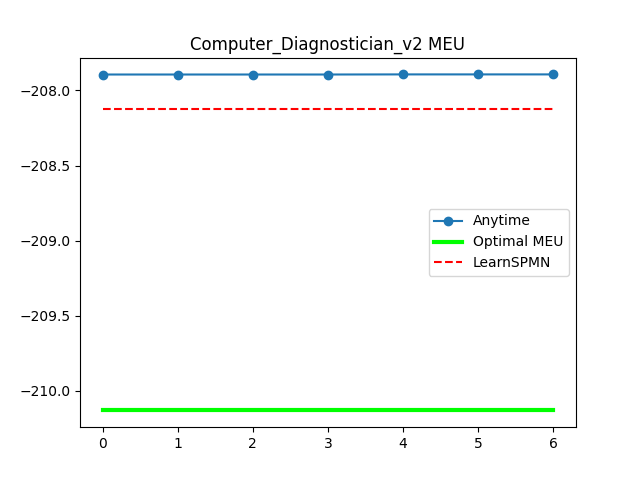 Computer_Diagnostician_v2 MEU
−208.0
−208.5
−209.0
−209.5
−210.0
Anytime
Optimal MEU
LearnSPMN
0 1 2 3 4 5 6